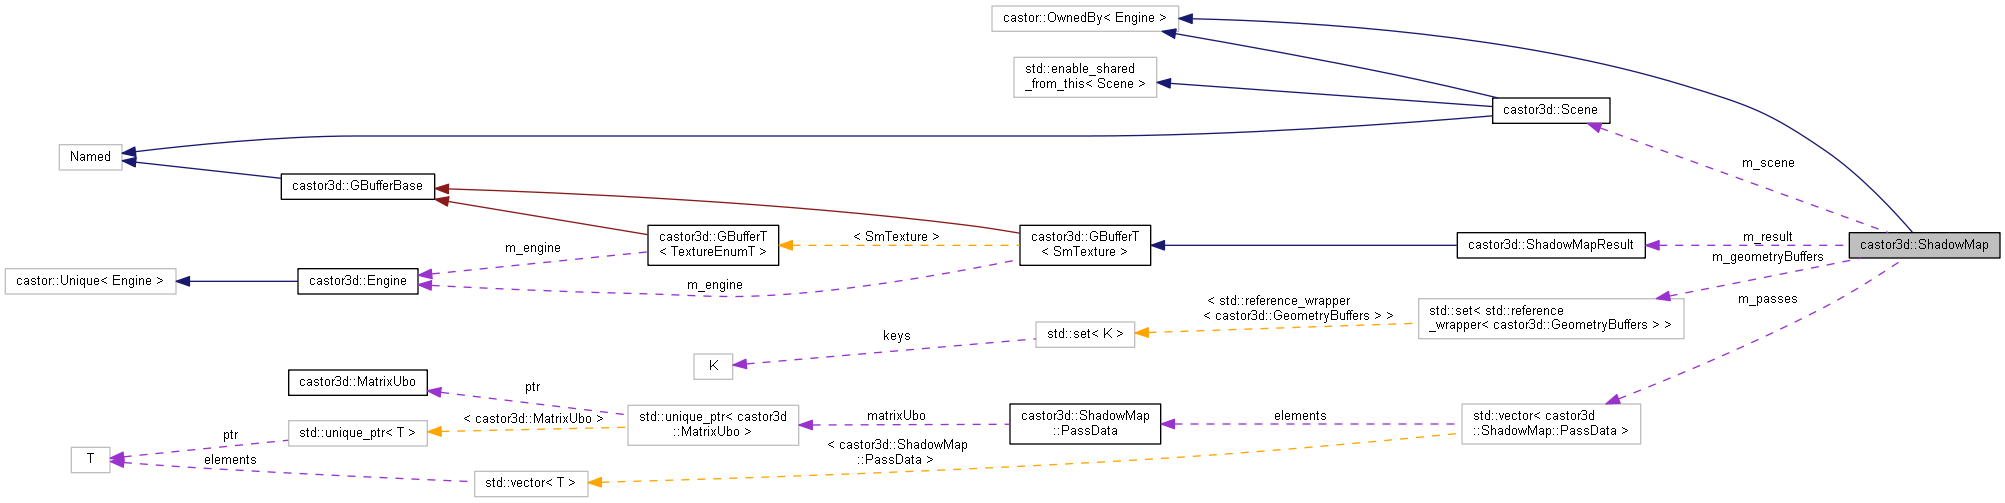 castor::OwnedBy< Engine >
std::enable_shared
_from_this< Scene >
castor3d::Scene
Named
m_scene
castor3d::GBufferBase
castor3d::GBufferT
< TextureEnumT >
< SmTexture >
castor3d::GBufferT
< SmTexture >
castor3d::ShadowMapResult
m_result
castor3d::ShadowMap
m_engine
m_geometryBuffers
castor::Unique< Engine >
castor3d::Engine
m_engine
m_passes
< std::reference_wrapper
< castor3d::GeometryBuffers > >
std::set< std::reference
_wrapper< castor3d::GeometryBuffers > >
std::set< K >
keys
K
castor3d::MatrixUbo
ptr
< castor3d::MatrixUbo >
std::unique_ptr< castor3d
::MatrixUbo >
matrixUbo
castor3d::ShadowMap
::PassData
elements
std::vector< castor3d
::ShadowMap::PassData >
std::unique_ptr< T >
ptr
T
elements
< castor3d::ShadowMap
::PassData >
std::vector< T >